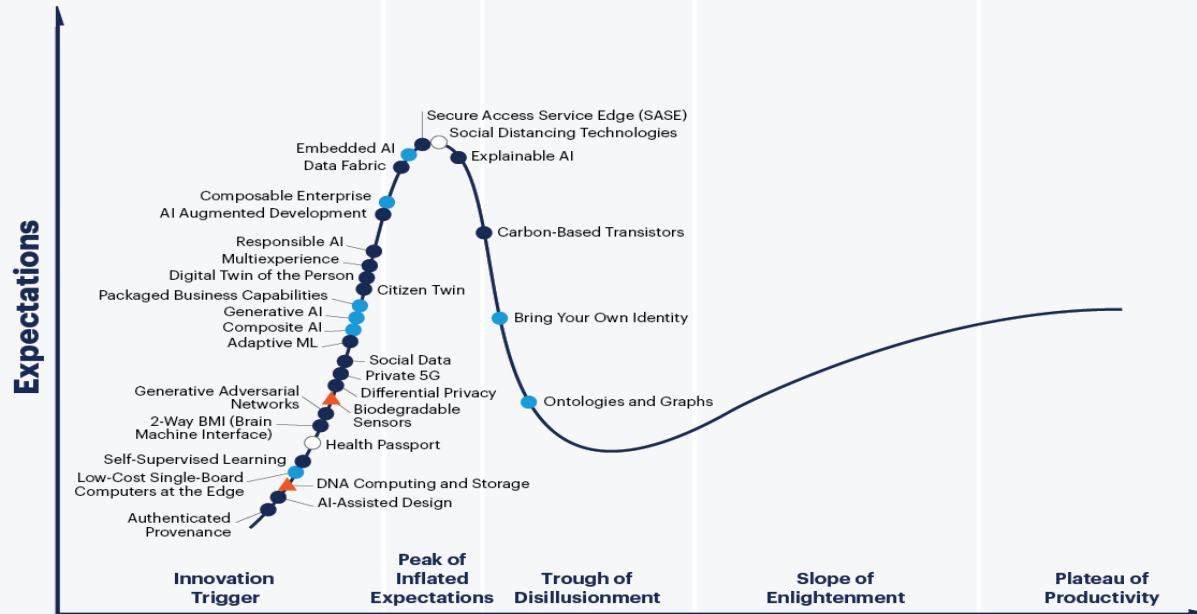 Expectations
Secure Access Service Edge (SASE)
Social Distancing Technologies
Embedded AI
Explainable AI
Data Fabric
Composable Enterprise
AI Augmented Development
Carbon-Based Transistors
Responsible AI
Multiexperience
Digital Twin of the Person
Citizen Twin
Packaged Business Capabilities
Generative AI
Bring Your Own Identity
Composite AI
Adaptive ML
Social Data
Private 5G
Differential Privacy
Generative Adversarial
Networks
Biodegradable
Sensors
Ontologies and Graphs
2-Way BMI (Brain
Machine Interface)
Health Passport
Self-Supervised Learning
Low-Cost Single-Board
Computers at the Edge
DNA Computing and Storage
AI-Assisted Design
Authenticated
Provenance
Innovation
Trigger
Peak of
Inflated
Expectations
Trough of
Disillusionment
Slope of
Enlightenment
Plateau of
Productivity